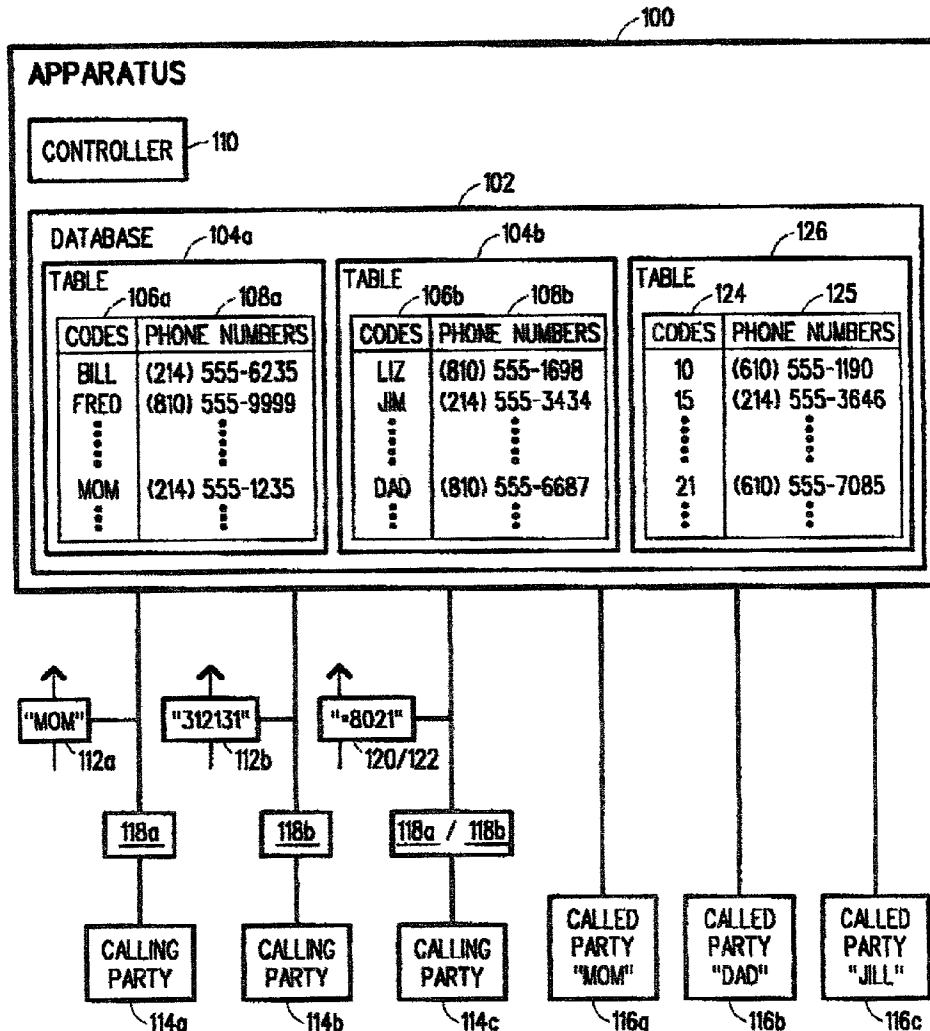 100
APPARATUS
CONTROLLER 110
102
DATABASE 104a 104b 126
TABLE TABLE TABLE
106a 108a 106b 108b 124 125
CODES PHONE NUMBERS CODES PHONE NUMBERS CODES PHONE NUMBERS
BILL (214) 555-6235 LIZ (810) 555-1698 10 (610) 555-1190
FRED (810) 555-9999 JIM (214) 555-3434 15 (214) 555-3646
MOM (214) 555-1235 DAD (810) 555-6687 21 (610) 555-7085
"MOM" "312131" "*8021"
112a 112b 120/122
118a 118b 118a / 118b
CALLING PARTY CALLING PARTY CALLING PARTY CALLED PARTY "MOM" CALLED PARTY "DAD" CALLED PARTY "JILL"
114a 114b 114c 116a 116b 116c